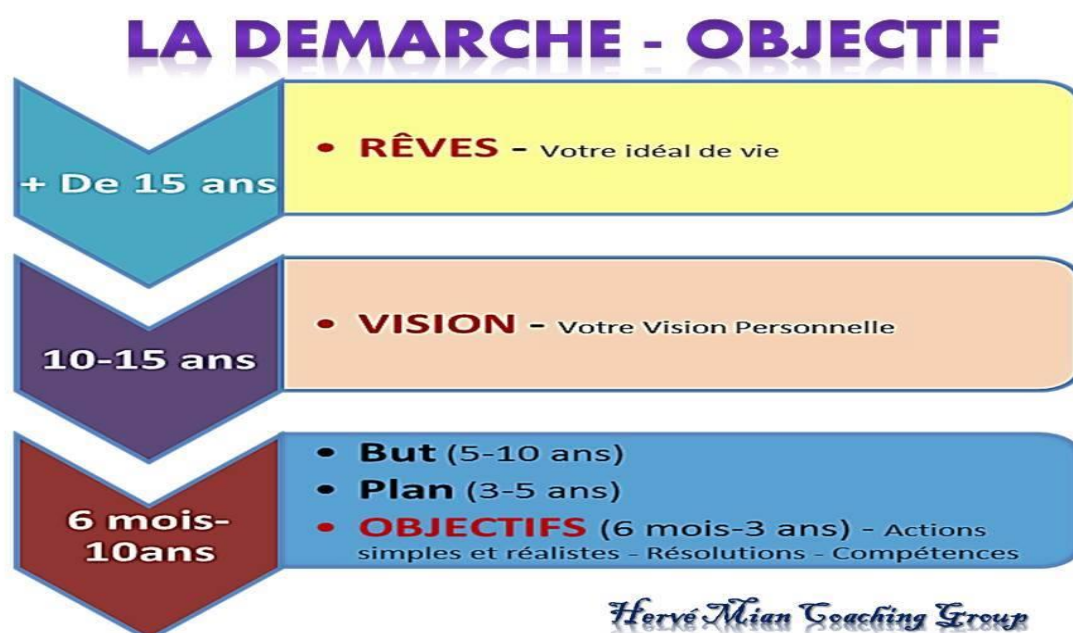 LA DEMARCHE - OBJECTIF
+ De 15 ans
• RÊVES - Votre idéal de vie
10-15 ans
• VISION - Votre Vision Personnelle
6 mois-
10ans
• But (5-10 ans)
• Plan (3-5 ans)
• OBJECTIFS (6 mois-3 ans) - Actions
simples et réalistes - Résolutions - Compétences
Hervé Mian Coaching Group